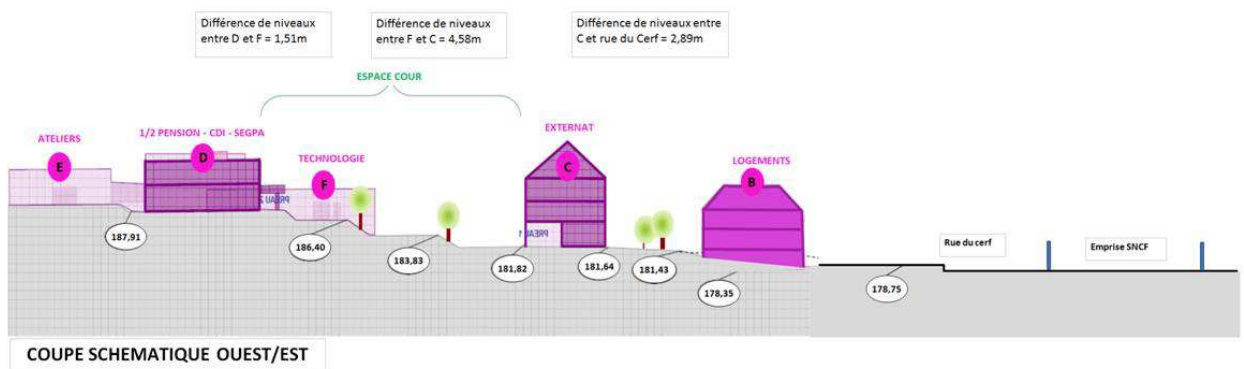 Différence de niveaux
entre D et F = 1,51m
Différence de niveaux
entre F et C = 4,58m
Différence de niveaux entre
C et rue du Cerf = 2,89m
ESPACE COUR
ATELIERS
E
1/2 PENSION - CDI - SEGPA
D
TECHNOLOGIE
F
EXTERNAT
C
LOGEMENTS
B
PREAU 2
PREAU 1
Rue du cerf
Emprise SNCF
187,91
186,40
183,83
181,82
181,64
181,43
178,35
178,75
COUPE SCHEMATIQUE OUEST/EST